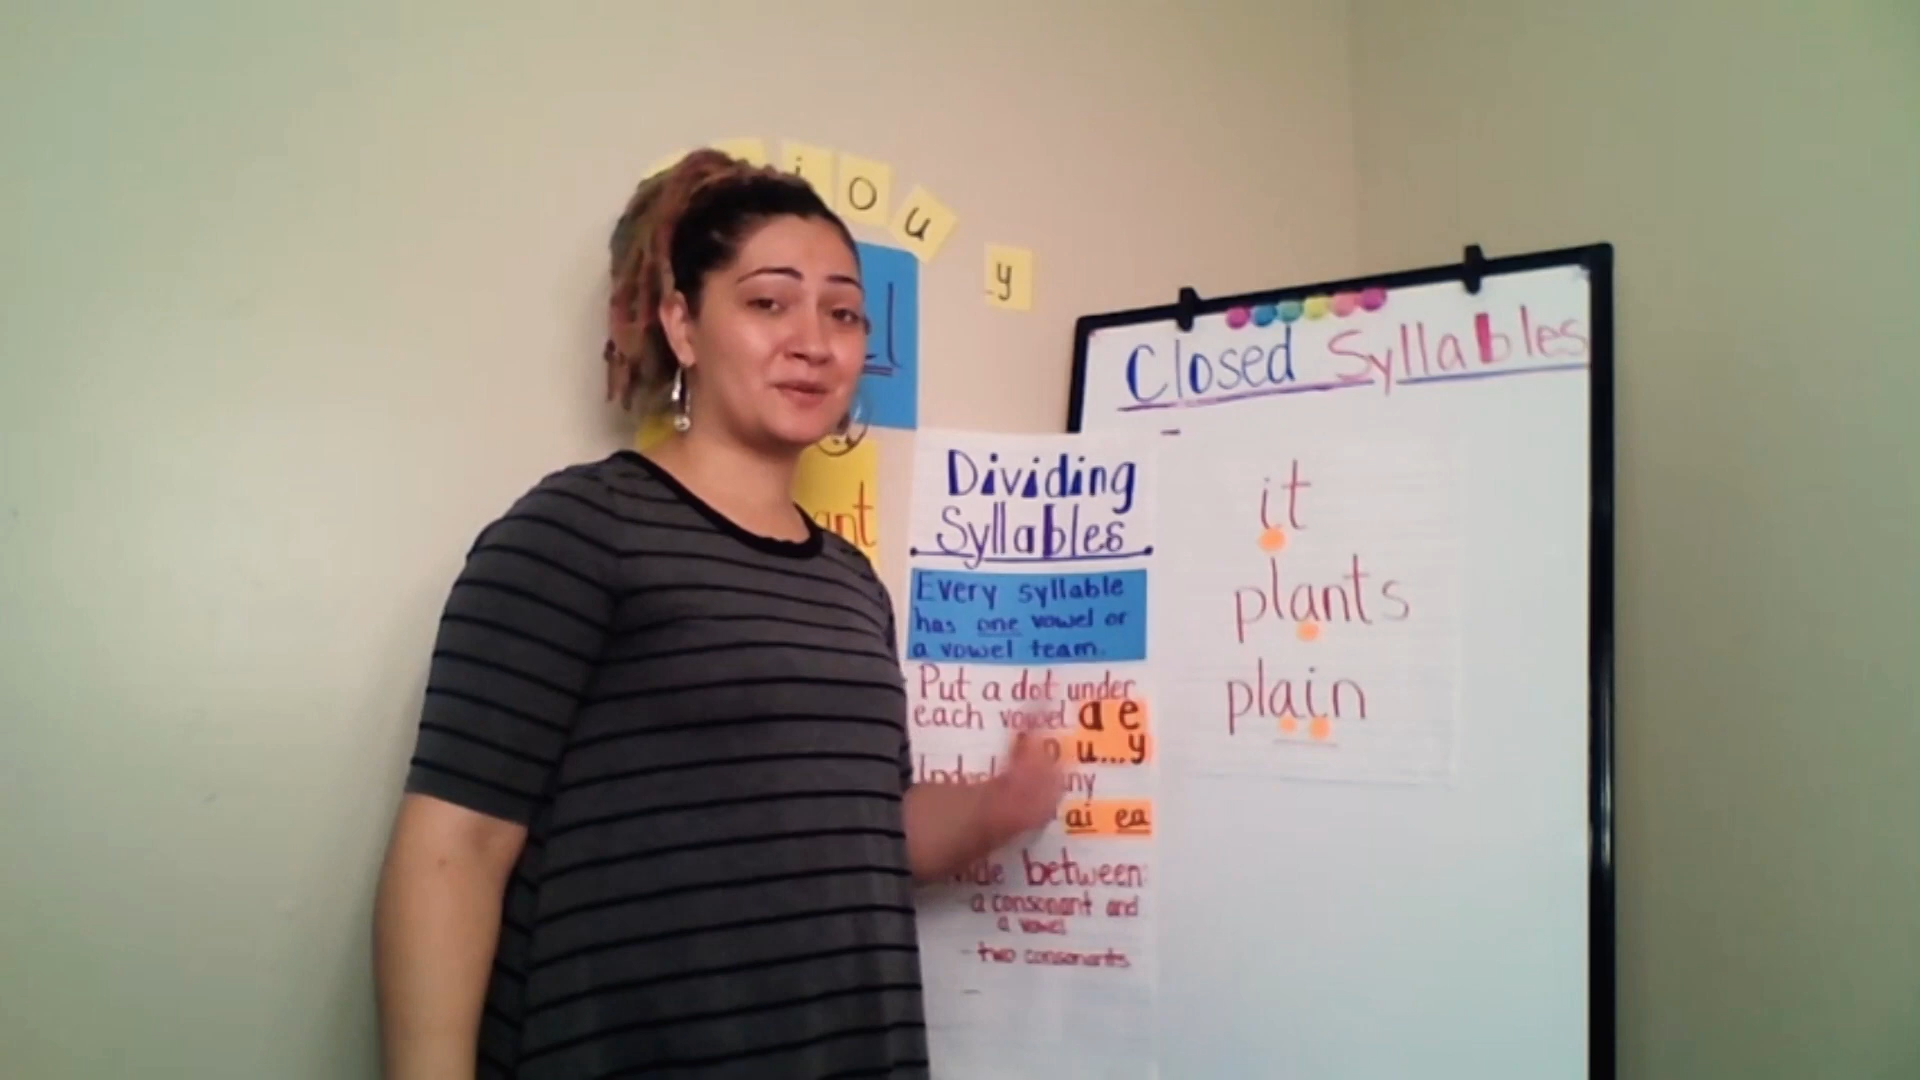 i o u y
Closed Syllables
it
plants
plain
Dividing
Syllables
Every syllable
has one vowel or
a vowel team.
Put a dot under
each vowel a e
u...y
ai ea
between:
a consonant and
a vowel
- two consonants